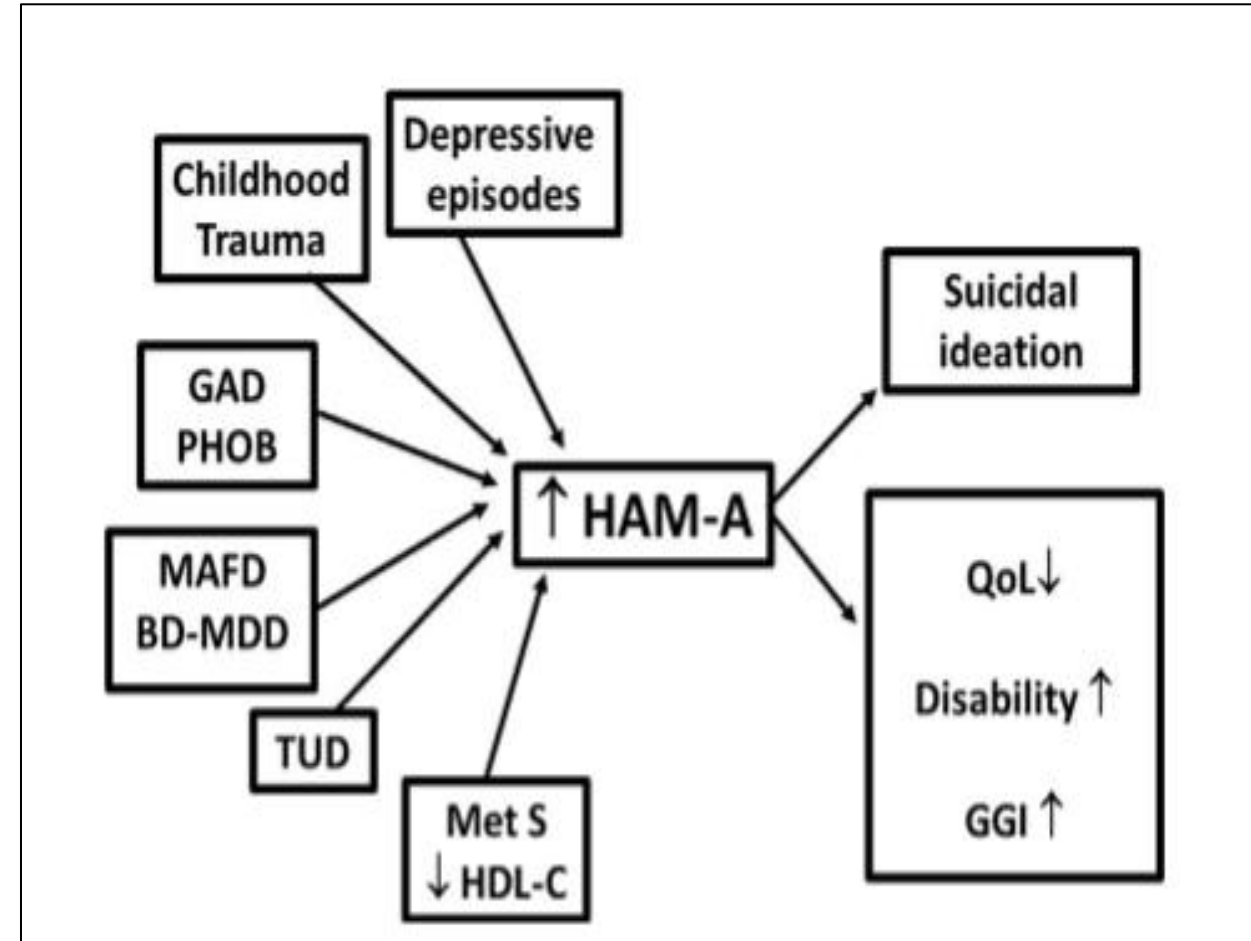 Depressive
episodes
Childhood
Trauma
GAD
PHOB
MAFD
BD-MDD
TUD
Met S
↓ HDL-C
↑ HAM-A
Suicidal
ideation
QoL↓
Disability ↑
GGI ↑